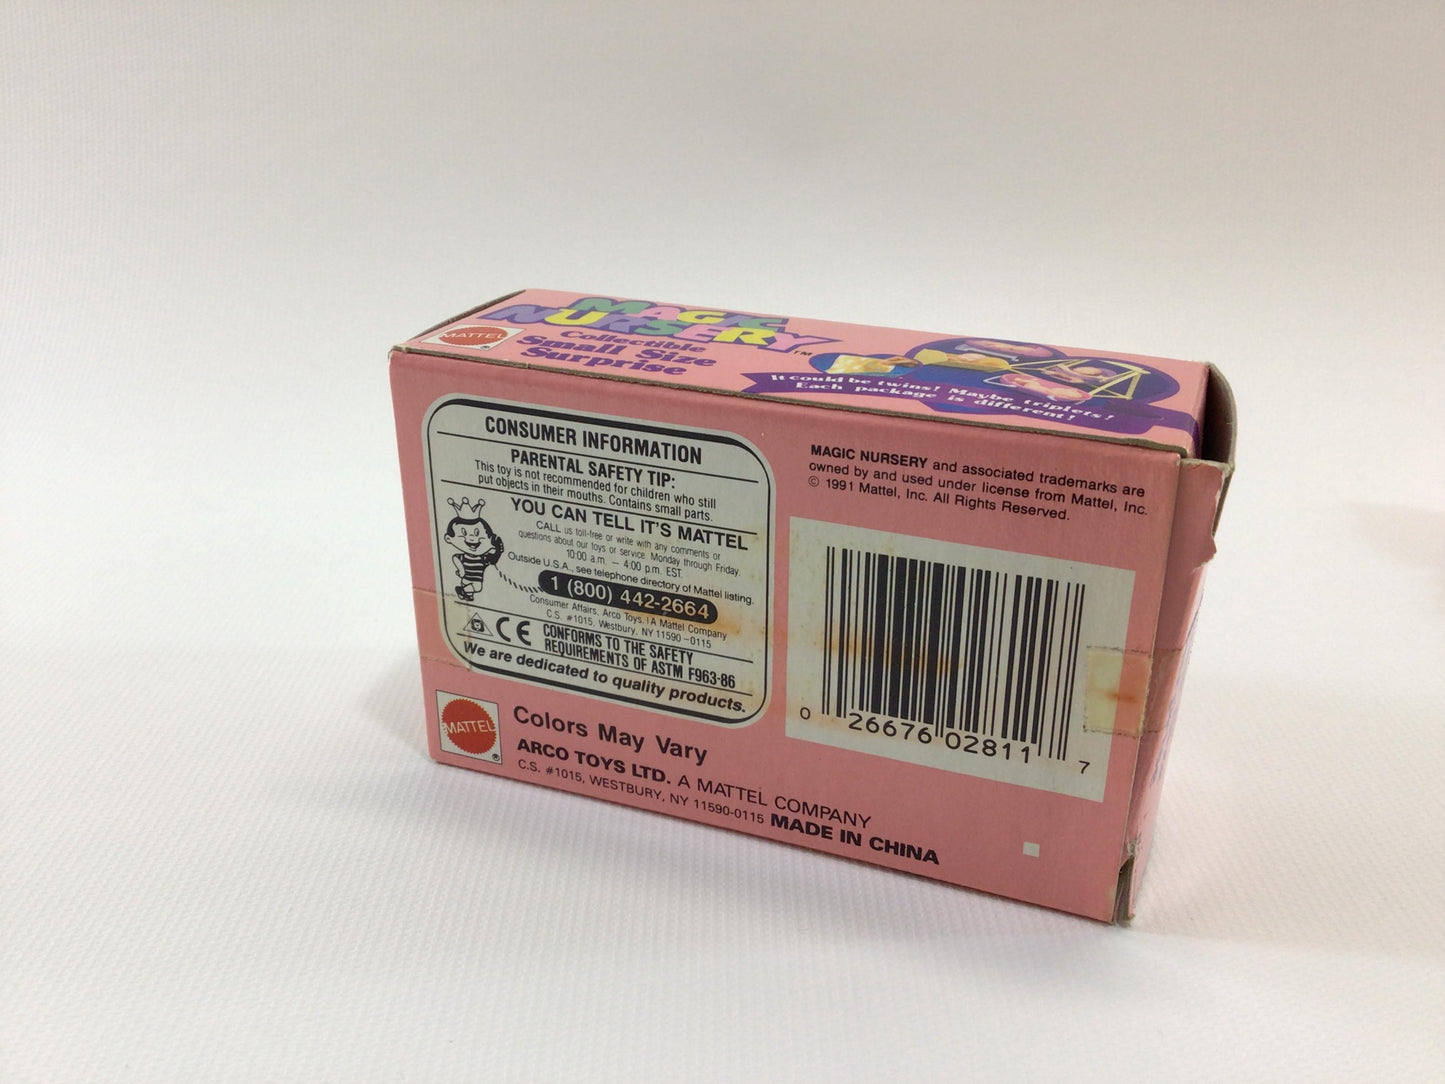 MATTEL
®
MAGIC
NURSERY™
Collectible
Small Size
Surprise
It could be twins! Maybe triplets!
Each package is different!
CONSUMER INFORMATION
PARENTAL SAFETY TIP:
This toy is not recommended for children who still
put objects in their mouths. Contains small parts.
YOU CAN TELL IT'S MATTEL
CALL us toll-free or write with any comments or
questions about our toys or service. Monday through Friday.
10:00 a.m. – 4:00 p.m. EST.
Outside U.S.A., see telephone directory of Mattel listing.
1 (800) 442-2664
Consumer Affairs, Arco Toys, A Mattel Company
C.S. #1015, Westbury, NY 11590-0115
CE
CONFORMS TO THE SAFETY
REQUIREMENTS OF ASTM F963-86
We are dedicated to quality products.
MATTEL
®
Colors May Vary
ARCO TOYS LTD. A MATTEL COMPANY
C.S. #1015, WESTBURY, NY 11590-0115 MADE IN CHINA
MAGIC NURSERY and associated trademarks are
owned by and used under license from Mattel, Inc.
© 1991 Mattel, Inc. All Rights Reserved.
0 26676 02811 7